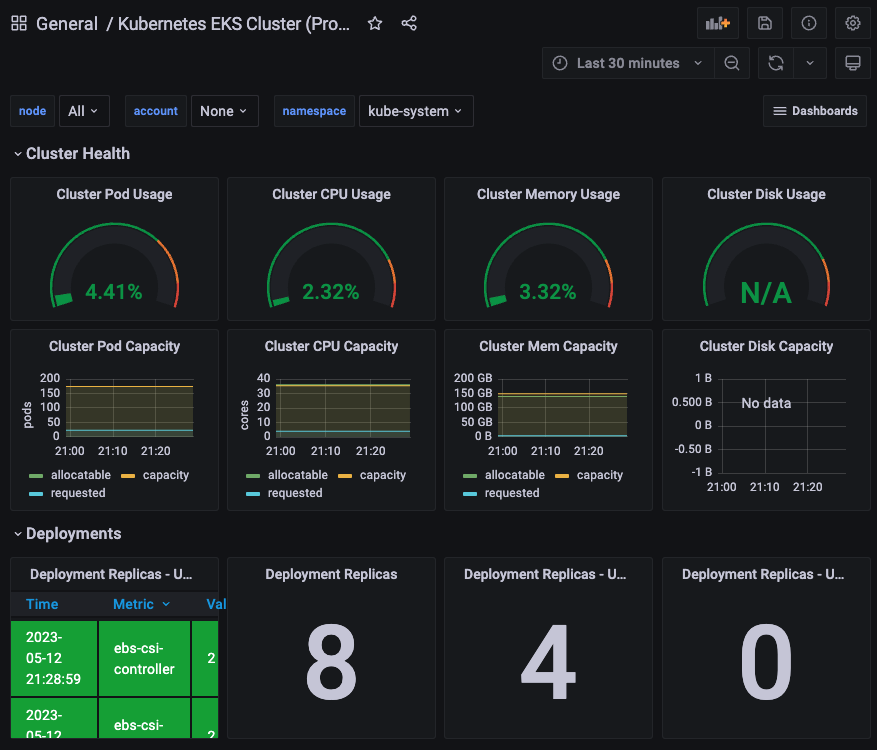 General / Kubernetes EKS Cluster (Pro...
Last 30 minutes
node All account None namespace kube-system Dashboards
Cluster Health
Cluster Pod Usage Cluster CPU Usage Cluster Memory Usage Cluster Disk Usage
4.41% 2.32% 3.32% N/A
Cluster Pod Capacity Cluster CPU Capacity Cluster Mem Capacity Cluster Disk Capacity
pods
200
150
100
50
0
21:00 21:10 21:20
allocatable capacity
requested
cores
40
30
20
10
0
21:00 21:10 21:20
allocatable capacity
requested
200 GB
150 GB
100 GB
50 GB
0 B
21:00 21:10 21:20
allocatable capacity
requested
1 B
0.500 B
0 B
-0.50 B
-1 B
No data
21:00 21:10 21:20
Deployments
Deployment Replicas - U... Deployment Replicas Deployment Replicas - U... Deployment Replicas - U...
Time Metric Val
2023-
05-12
21:28:59
ebs-csi-
controller
2
2023-
05-12
ebs-csi-
2
8
4
0